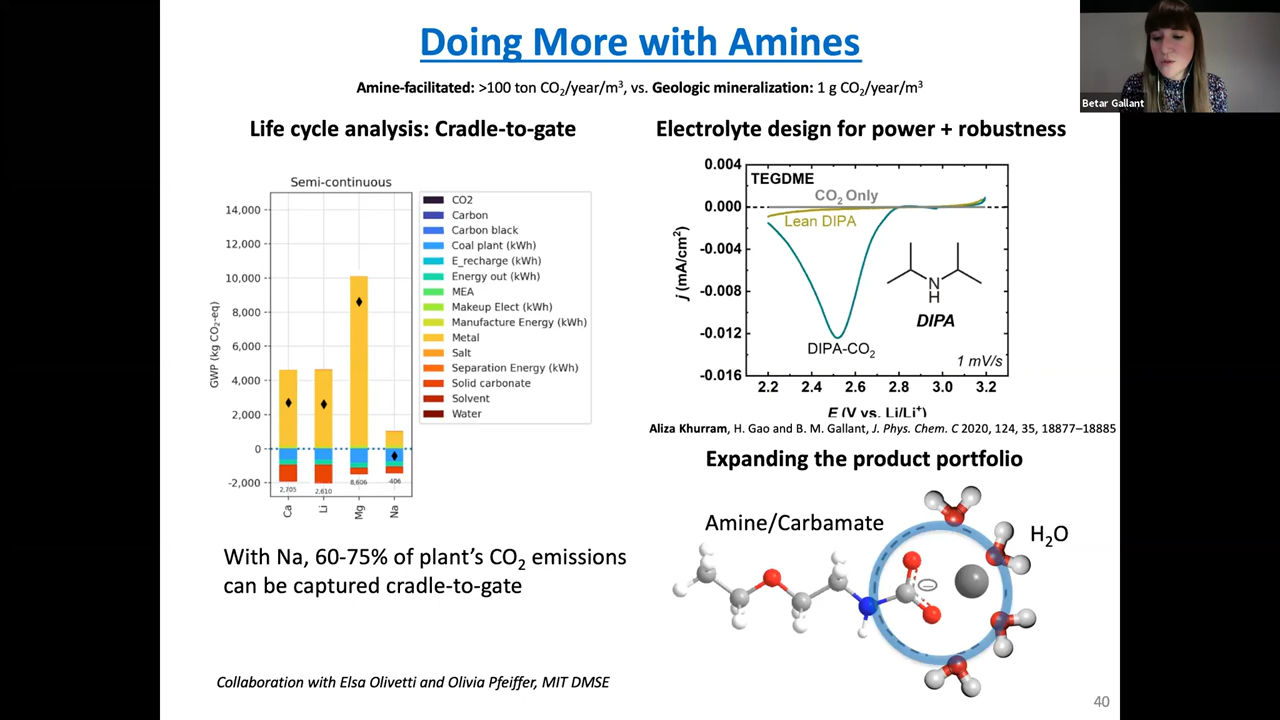 Doing More with Amines
Amine-facilitated: >100 ton CO₂/year/m³, vs. Geologic mineralization: 1 g CO₂/year/m³
Betar Gallant
Life cycle analysis: Cradle-to-gate
Semi-continuous
GWP (kg CO₂-eq)
14,000
12,000
10,000
8,000
6,000
4,000
2,000
0
-2,000
2,705
2,610
8,606
-406
Ca
Li
Mg
Na
CO2
Carbon
Carbon black
Coal plant (kWh)
E_recharge (kWh)
Energy out (kWh)
MEA
Makeup Elect (kWh)
Manufacture Energy (kWh)
Metal
Salt
Separation Energy (kWh)
Solid carbonate
Solvent
Water
With Na, 60-75% of plant's CO₂ emissions
can be captured cradle-to-gate
Collaboration with Elsa Olivetti and Olivia Pfeiffer, MIT DMSE
Electrolyte design for power + robustness
j (mA/cm²)
0.004
0.000
-0.004
-0.008
-0.012
-0.016
TEGDME
CO₂ Only
Lean DIPA
N
H
DIPA
DIPA-CO₂
1 mV/s
2.2
2.4
2.6
2.8
3.0
3.2
E (V vs. Li/Li⁺)
Aliza Khurram, H. Gao and B. M. Gallant, J. Phys. Chem. C 2020, 124, 35, 18877–18885
Expanding the product portfolio
Amine/Carbamate
H₂O
40